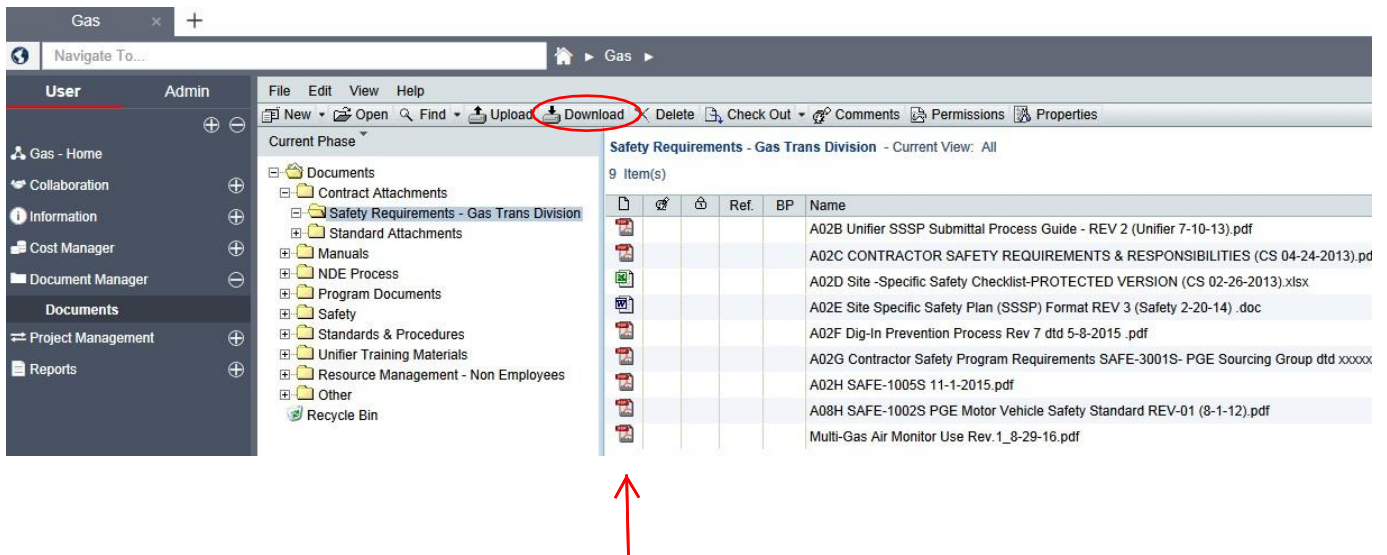 Gas × +
Navigate To... Gas
User Admin
Gas - Home
Collaboration
Information
Cost Manager
Document Manager
Documents
Project Management
Reports
File Edit View Help
New Open Find Upload Download Delete Check Out Comments Permissions Properties
Current Phase
Documents
Contract Attachments
Safety Requirements - Gas Trans Division
Standard Attachments
Manuals
NDE Process
Program Documents
Safety
Standards & Procedures
Unifier Training Materials
Resource Management - Non Employees
Other
Recycle Bin
Safety Requirements - Gas Trans Division - Current View: All
9 Item(s)
Ref. BP Name
A02B Unifier SSSP Submittal Process Guide - REV 2 (Unifier 7-10-13).pdf
A02C CONTRACTOR SAFETY REQUIREMENTS & RESPONSIBILITIES (CS 04-24-2013).pd
A02D Site -Specific Safety Checklist-PROTECTED VERSION (CS 02-26-2013).xlsx
A02E Site Specific Safety Plan (SSSP) Format REV 3 (Safety 2-20-14) .doc
A02F Dig-In Prevention Process Rev 7 dtd 5-8-2015 .pdf
A02G Contractor Safety Program Requirements SAFE-3001S- PGE Sourcing Group dtd xxxxx
A02H SAFE-1005S 11-1-2015.pdf
A08H SAFE-1002S PGE Motor Vehicle Safety Standard REV-01 (8-1-12).pdf
Multi-Gas Air Monitor Use Rev.1_8-29-16.pdf